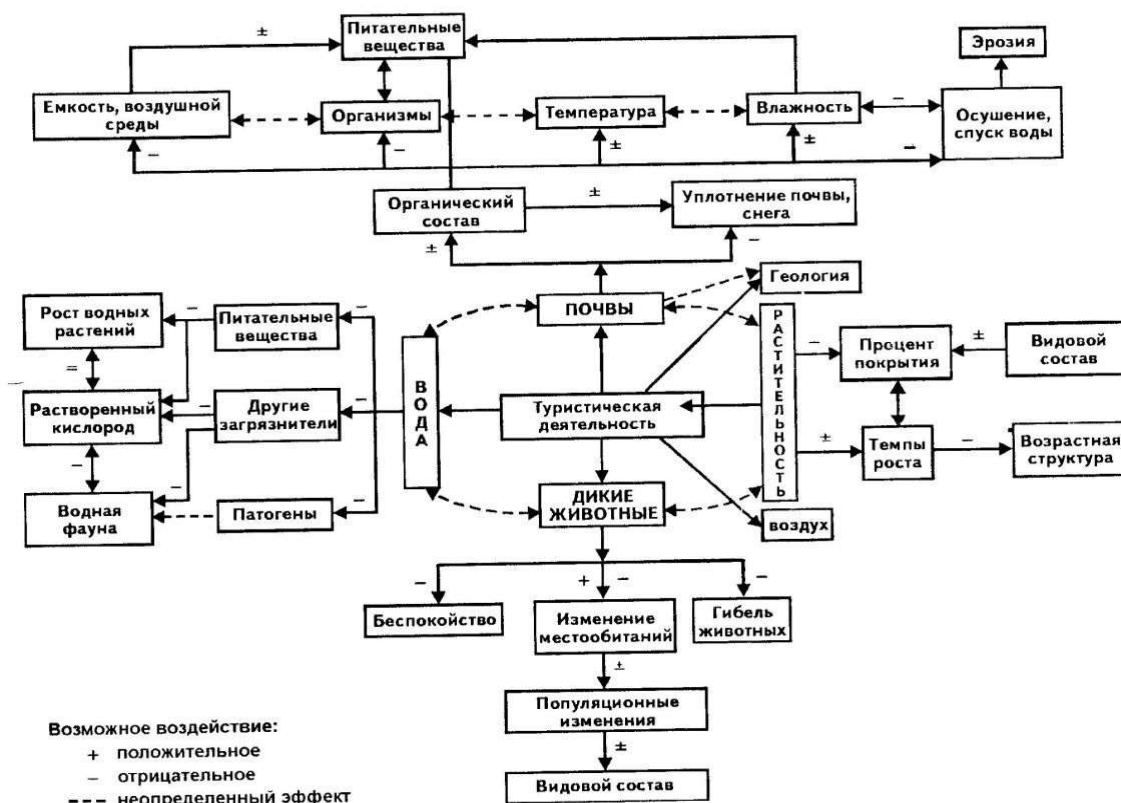 ±
Питательные
вещества
Эрозия
Емкость, воздушной
среды
Организмы
Температура
Влажность
–
Осушение,
спуск воды
–
–
±
±
–
Органический
состав
±
Уплотнение почвы,
снега
±
–
Геология
ПОЧВЫ
Рост водных
растений
–
Питательные
вещества
–
=
Растворенный
кислород
–
Другие
загрязнители
–
–
Водная
фауна
–
Патогены
–
ВОДА
Туристическая
деятельность
РАСТИТЕЛЬНОСТЬ
–
Процент
покрытия
±
Видовой
состав
±
Темпы
роста
–
Возрастная
структура
ДИКИЕ
ЖИВОТНЫЕ
воздух
–
+ –
–
Беспокойство
Изменение
местообитаний
Гибель
животных
±
Популяционные
изменения
±
Видовой состав
Возможное воздействие:
+ положительное
– отрицательное
--- неопределенный эффект